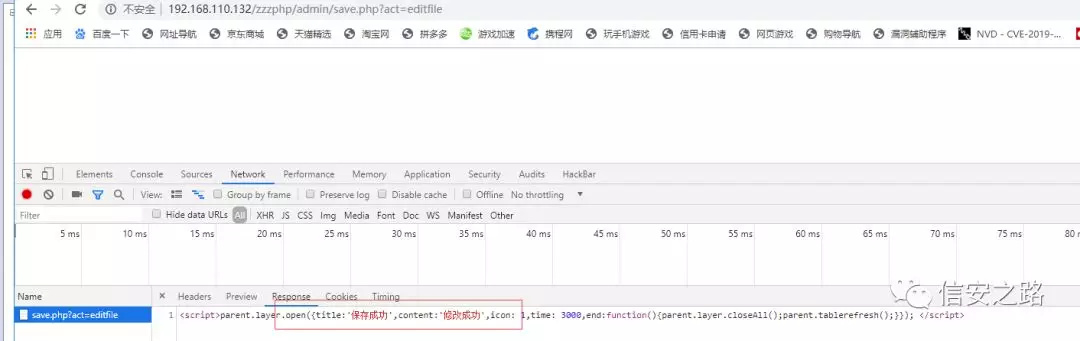 不安全 | 192.168.110.132/zzzphp/admin/save.php?act=editfile
应用 百度一下 网址导航 京东商城 天猫精选 淘宝网 拼多多 游戏加速 携程网 玩手机游戏 信用卡申请 网页游戏 购物导航 漏洞辅助程序 NVD - CVE-2019-...
Elements Console Sources Network Performance Memory Application Security Audits HackBar
View: Group by frame Preserve log Disable cache Offline No throttling
Filter Hide data URLs All XHR JS CSS Img Media Font Doc WS Manifest Other
5 ms 10 ms 15 ms 20 ms 25 ms 30 ms 35 ms 40 ms 45 ms 50 ms 55 ms 60 ms 65 ms 70 ms 75 ms 80
信安之路
Name × Headers Preview Response Cookies Timing
save.php?act=editfile 1 <script>parent.layer.open({title:'保存成功',content:'修改成功',icon: 1,time: 3000,end:function(){parent.layer.closeAll();parent.tablerefresh();}}); </script>